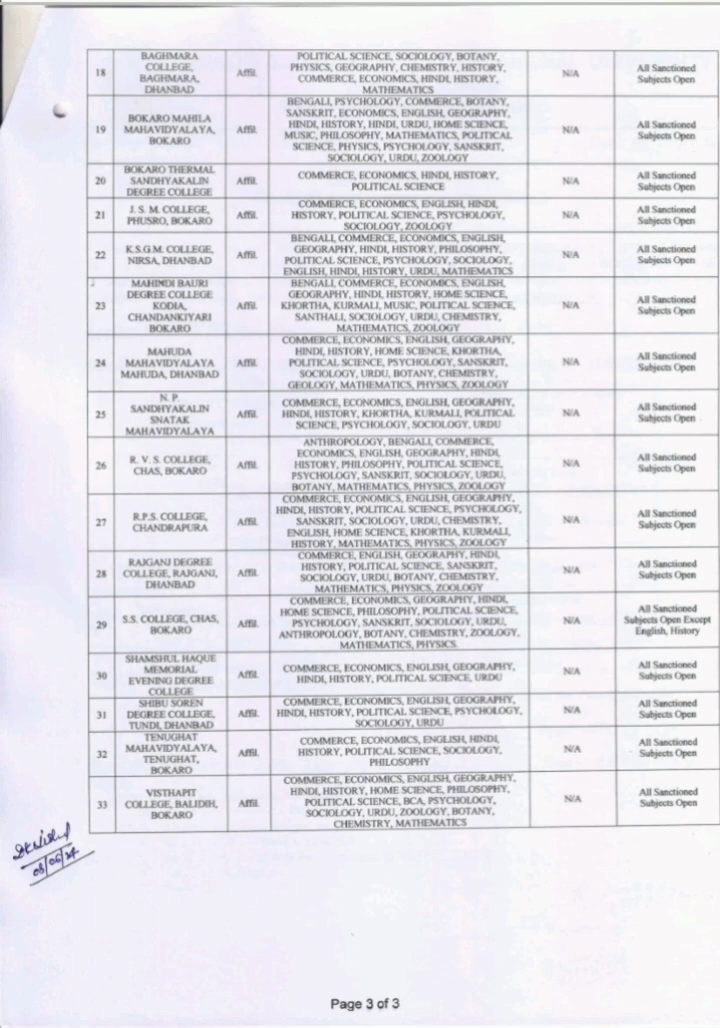 18
BAGHMARA
COLLEGE,
BAGHMARA,
DHANBAD
Affil.
POLITICAL SCIENCE, SOCIOLOGY, BOTANY,
PHYSICS, GEOGRAPHY, CHEMISTRY, HISTORY,
COMMERCE, ECONOMICS, HINDI, HISTORY,
MATHEMATICS
N/A
All Sanctioned
Subjects Open
19
BOKARO MAHILA
MAHAVIDYALAYA,
BOKARO
Affil.
BENGALI, PSYCHOLOGY, COMMERCE, BOTANY,
SANSKRIT, ECONOMICS, ENGLISH, GEOGRAPHY,
HINDI, HISTORY, HINDI, URDU, HOME SCIENCE,
MUSIC, PHILOSOPHY, MATHEMATICS, POLITICAL
SCIENCE, PHYSICS, PSYCHOLOGY, SANSKRIT,
SOCIOLOGY, URDU, ZOOLOGY
N/A
All Sanctioned
Subjects Open
20
BOKARO THERMAL
SANDHYAKALIN
DEGREE COLLEGE
Affil.
COMMERCE, ECONOMICS, HINDI, HISTORY,
POLITICAL SCIENCE
N/A
All Sanctioned
Subjects Open
21
J. S. M. COLLEGE,
PHUSRO, BOKARO
Affil.
COMMERCE, ECONOMICS, ENGLISH, HINDI,
HISTORY, POLITICAL SCIENCE, PSYCHOLOGY,
SOCIOLOGY, ZOOLOGY
N/A
All Sanctioned
Subjects Open
22
K.S.G.M. COLLEGE,
NIRSA, DHANBAD
Affil.
BENGALI, COMMERCE, ECONOMICS, ENGLISH,
GEOGRAPHY, HINDI, HISTORY, PHILOSOPHY,
POLITICAL SCIENCE, PSYCHOLOGY, SOCIOLOGY,
ENGLISH, HINDI, HISTORY, URDU, MATHEMATICS
N/A
All Sanctioned
Subjects Open
23
MAHINDI BAURI
DEGREE COLLEGE
KODIA,
CHANDANKIYARI
BOKARO
Affil.
BENGALI, COMMERCE, ECONOMICS, ENGLISH,
GEOGRAPHY, HINDI, HISTORY, HOME SCIENCE,
KHORTHA, KURMALI, MUSIC, POLITICAL SCIENCE,
SANTHALI, SOCIOLOGY, URDU, CHEMISTRY,
MATHEMATICS, ZOOLOGY
N/A
All Sanctioned
Subjects Open
24
MAHUDA
MAHAVIDYALAYA
MAHUDA, DHANBAD
Affil.
COMMERCE, ECONOMICS, ENGLISH, GEOGRAPHY,
HINDI, HISTORY, HOME SCIENCE, KHORTHA,
POLITICAL SCIENCE, PSYCHOLOGY, SANSKRIT,
SOCIOLOGY, URDU, BOTANY, CHEMISTRY,
GEOLOGY, MATHEMATICS, PHYSICS, ZOOLOGY
N/A
All Sanctioned
Subjects Open
25
N. P.
SANDHYAKALIN
SNATAK
MAHAVIDYALAYA
Affil.
COMMERCE, ECONOMICS, ENGLISH, GEOGRAPHY,
HINDI, HISTORY, KHORTHA, KURMALI, POLITICAL
SCIENCE, PSYCHOLOGY, SOCIOLOGY, URDU
N/A
All Sanctioned
Subjects Open
26
R. V. S. COLLEGE,
CHAS, BOKARO
Affil.
ANTHROPOLOGY, BENGALI, COMMERCE,
ECONOMICS, ENGLISH, GEOGRAPHY, HINDI,
HISTORY, PHILOSOPHY, POLITICAL SCIENCE,
PSYCHOLOGY, SANSKRIT, SOCIOLOGY, URDU,
BOTANY, MATHEMATICS, PHYSICS, ZOOLOGY
N/A
All Sanctioned
Subjects Open
27
R.P.S. COLLEGE,
CHANDRAPURA
Affil.
COMMERCE, ECONOMICS, ENGLISH, GEOGRAPHY,
HINDI, HISTORY, POLITICAL SCIENCE, PSYCHOLOGY,
SANSKRIT, SOCIOLOGY, URDU, CHEMISTRY,
ENGLISH, HOME SCIENCE, KHORTHA, KURMALI,
HISTORY, MATHEMATICS, PHYSICS, ZOOLOGY
N/A
All Sanctioned
Subjects Open
28
RAJGANJ DEGREE
COLLEGE, RAJGANJ,
DHANBAD
Affil.
COMMERCE, ENGLISH, GEOGRAPHY, HINDI,
HISTORY, POLITICAL SCIENCE, SANSKRIT,
SOCIOLOGY, URDU, BOTANY, CHEMISTRY,
MATHEMATICS, PHYSICS, ZOOLOGY
N/A
All Sanctioned
Subjects Open
29
S.S. COLLEGE, CHAS,
BOKARO
Affil.
COMMERCE, ECONOMICS, GEOGRAPHY, HINDI,
HOME SCIENCE, PHILOSOPHY, POLITICAL SCIENCE,
PSYCHOLOGY, SANSKRIT, SOCIOLOGY, URDU,
ANTHROPOLOGY, BOTANY, CHEMISTRY, ZOOLOGY,
MATHEMATICS, PHYSICS.
N/A
All Sanctioned
Subjects Open Except
English, History
30
SHAMSHUL HAQUE
MEMORIAL
EVENING DEGREE
COLLEGE
Affil.
COMMERCE, ECONOMICS, ENGLISH, GEOGRAPHY,
HINDI, HISTORY, POLITICAL SCIENCE, URDU
N/A
All Sanctioned
Subjects Open
31
SHIBU SOREN
DEGREE COLLEGE,
TUNDI, DHANBAD
Affil.
COMMERCE, ECONOMICS, ENGLISH, GEOGRAPHY,
HINDI, HISTORY, POLITICAL SCIENCE, PSYCHOLOGY,
SOCIOLOGY, URDU
N/A
All Sanctioned
Subjects Open
32
TENUGHAT
MAHAVIDYALAYA,
TENUGHAT,
BOKARO
Affil.
COMMERCE, ECONOMICS, ENGLISH, HINDI,
HISTORY, POLITICAL SCIENCE, SOCIOLOGY,
PHILOSOPHY
N/A
All Sanctioned
Subjects Open
33
VISTHAPIT
COLLEGE, BALIDIH,
BOKARO
Affil.
COMMERCE, ECONOMICS, ENGLISH, GEOGRAPHY,
HINDI, HISTORY, HOME SCIENCE, PHILOSOPHY,
POLITICAL SCIENCE, BCA, PSYCHOLOGY,
SOCIOLOGY, URDU, ZOOLOGY, BOTANY,
CHEMISTRY, MATHEMATICS
N/A
All Sanctioned
Subjects Open
Page 3 of 3